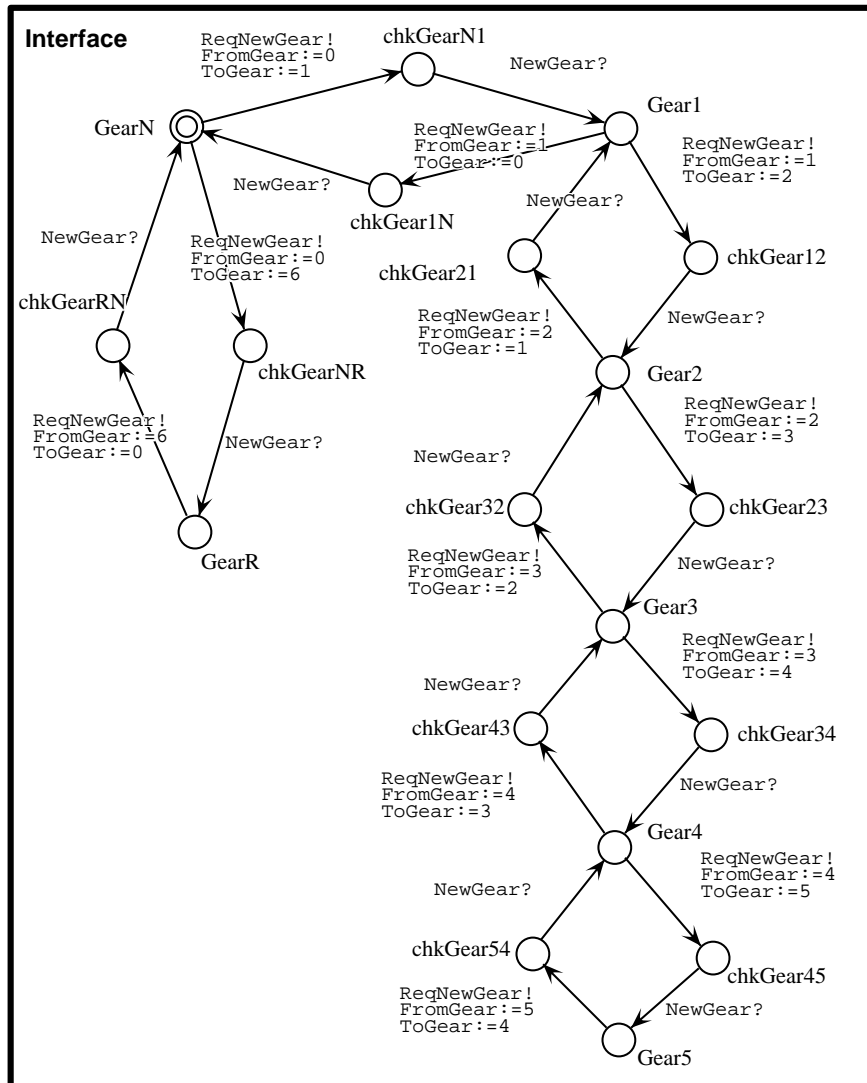 Interface
ReqNewGear!
FromGear:=0
ToGear:=1
chkGearN1
NewGear?
Gear1
GearN
ReqNewGear!
FromGear:=1
ToGear:=0
ReqNewGear!
FromGear:=1
ToGear:=2
NewGear?
chkGear1N
NewGear?
NewGear?
ReqNewGear!
FromGear:=0
ToGear:=6
chkGear21
chkGear12
chkGearRN
NewGear?
ReqNewGear!
FromGear:=2
ToGear:=1
chkGearNR
Gear2
ReqNewGear!
FromGear:=6
ToGear:=0
NewGear?
ReqNewGear!
FromGear:=2
ToGear:=3
NewGear?
chkGear32
chkGear23
GearR
ReqNewGear!
FromGear:=3
ToGear:=2
NewGear?
Gear3
ReqNewGear!
FromGear:=3
ToGear:=4
NewGear?
chkGear43
chkGear34
ReqNewGear!
FromGear:=4
ToGear:=3
NewGear?
Gear4
ReqNewGear!
FromGear:=4
ToGear:=5
NewGear?
chkGear54
chkGear45
ReqNewGear!
FromGear:=5
ToGear:=4
NewGear?
Gear5